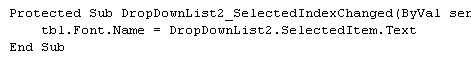 Protected Sub DropDownList2_SelectedIndexChanged(ByVal ser
    tb1.Font.Name = DropDownList2.SelectedItem.Text
End Sub